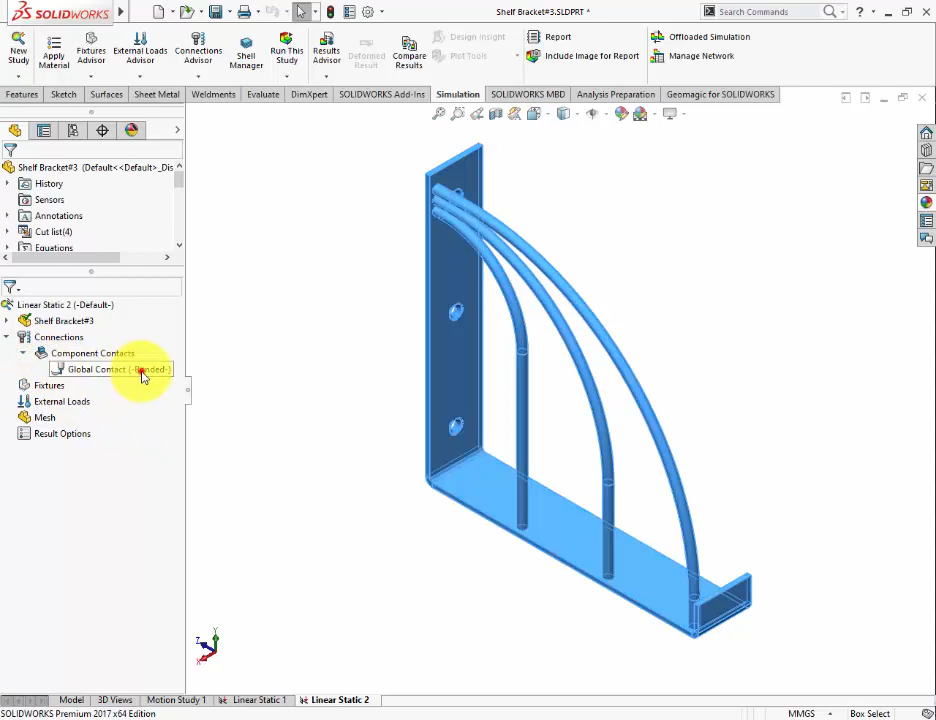 SOLIDWORKS
Shelf Bracket#3.SLDPRT *
Search Commands
New Study
Apply Material
Fixtures Advisor
External Loads Advisor
Connections Advisor
Shell Manager
Run This Study
Results Advisor
Deformed Result
Compare Results
Design Insight
Plot Tools
Report
Include Image for Report
Offloaded Simulation
Manage Network
Features
Sketch
Surfaces
Sheet Metal
Weldments
Evaluate
DimXpert
SOLIDWORKS Add-Ins
Simulation
SOLIDWORKS MBD
Analysis Preparation
Geomagic for SOLIDWORKS
Shelf Bracket#3 (Default<<Default>_Dis
History
Sensors
Annotations
Cut list(4)
Equations
Linear Static 2 (-Default-)
Shelf Bracket#3
Connections
Component Contacts
Global Contact (-Bonded-)
Fixtures
External Loads
Mesh
Result Options
Y
Z
X
Model
3D Views
Motion Study 1
Linear Static 1
Linear Static 2
SOLIDWORKS Premium 2017 x64 Edition
MMGS
Box Select